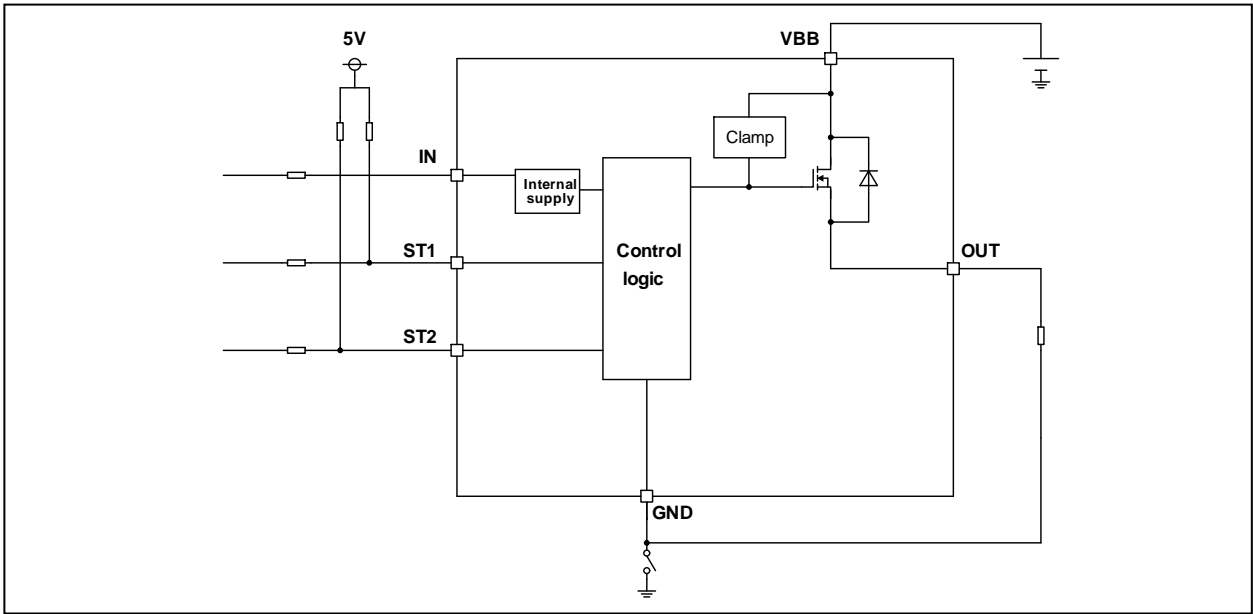 5V
VBB
Clamp
IN
Internal
supply
ST1
Control
logic
OUT
ST2
GND